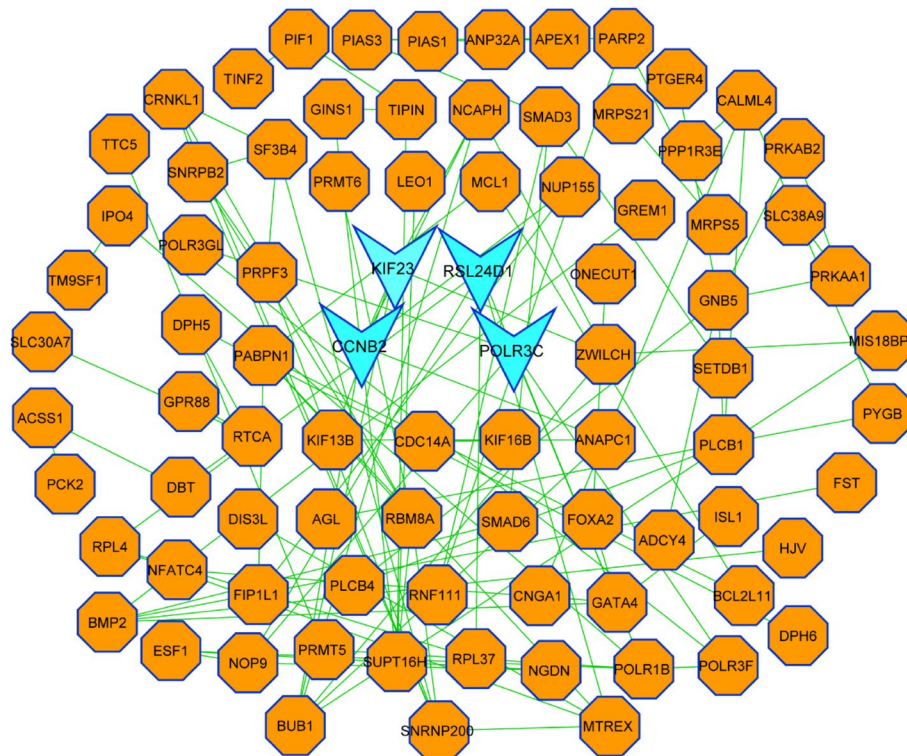 PIF1
PIAS3
PIAS1
ANP32A
APEX1
PARP2
TINF2
PTGER4
CRNKL1
GINS1
TIPIN
NCAPH
SMAD3
MRPS21
CALML4
TTC5
SF3B4
PPP1R3E
PRKAB2
SNRPB2
PRMT6
LEO1
MCL1
NUP155
IPO4
GREM1
MRPS5
SLC38A9
POLR3GL
PRPF3
KIF23
RSL24D1
ONECUT1
TM9SF1
GNB5
PRKAA1
DPH5
SLC30A7
PABPN1
CCNB2
POLR3C
ZWILCH
SETDB1
MIS18BP
GPR88
ACSS1
RTCA
KIF13B
CDC14A
KIF16B
ANAPC1
PLCB1
PYGB
PCK2
DBT
FST
DIS3L
AGL
RBM8A
SMAD6
FOXA2
ISL1
ADCY4
RPL4
HJV
NFATC4
FIP1L1
PLCB4
RNF111
CNGA1
GATA4
BCL2L11
BMP2
DPH6
ESF1
NOP9
PRMT5
SUPT16H
RPL37
NGDN
POLR1B
POLR3F
BUB1
SNRNP200
MTREX